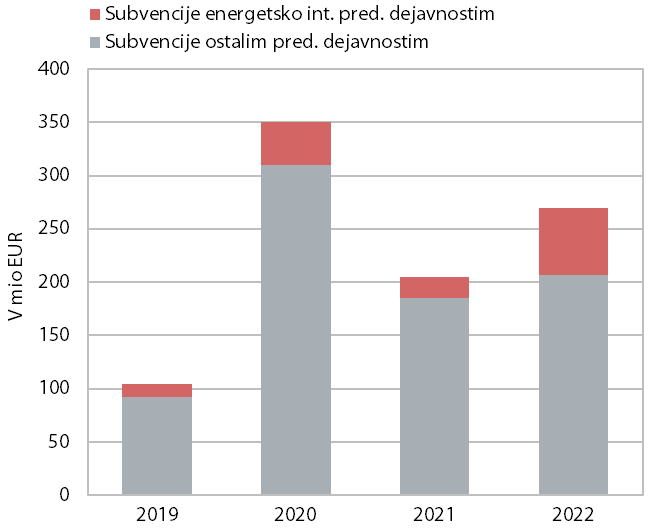 Subvencije energetsko int. pred. dejavnostim
Subvencije ostalim pred. dejavnostim
400
350
300
250
200
150
100
50
0
V mio EUR
2019 2020 2021 2022